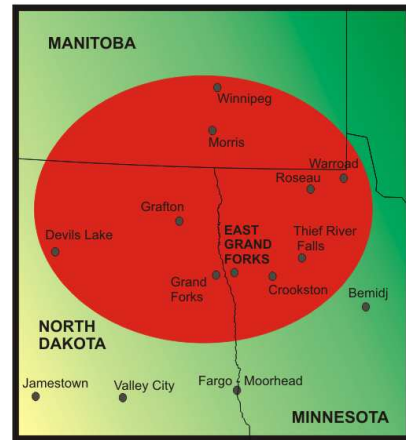 MANITOBA
Winnipeg
Morris
Warroad
Roseau
Grafton
EAST
GRAND
FORKS
Thief River
Falls
Devils Lake
Grand
Forks
Crookston
Bemidj
NORTH
DAKOTA
Jamestown
Valley City
Fargo
Moorhead
MINNESOTA